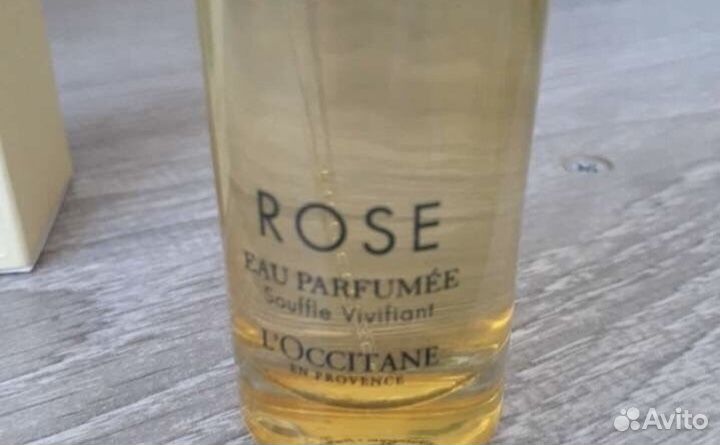 ROSE
EAU PARFUMÉE
Souffle Vivifiant
L'OCCITANE
EN PROVENCE
Avito